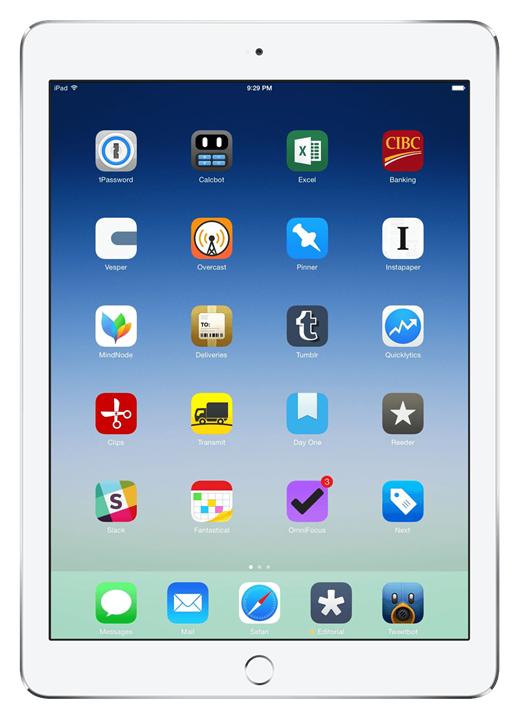 iPad 9:29 PM
1Password Calcbot Excel CIBC Banking
Vesper Overcast Pinner I Instapaper
MindNode TO: Deliveries t Tumblr Quicklytics
Clips Transmit Day One Reeder
S Slack Fantastical 3 OmniFocus Next
Messages Mail Safari Editorial Tweetbot